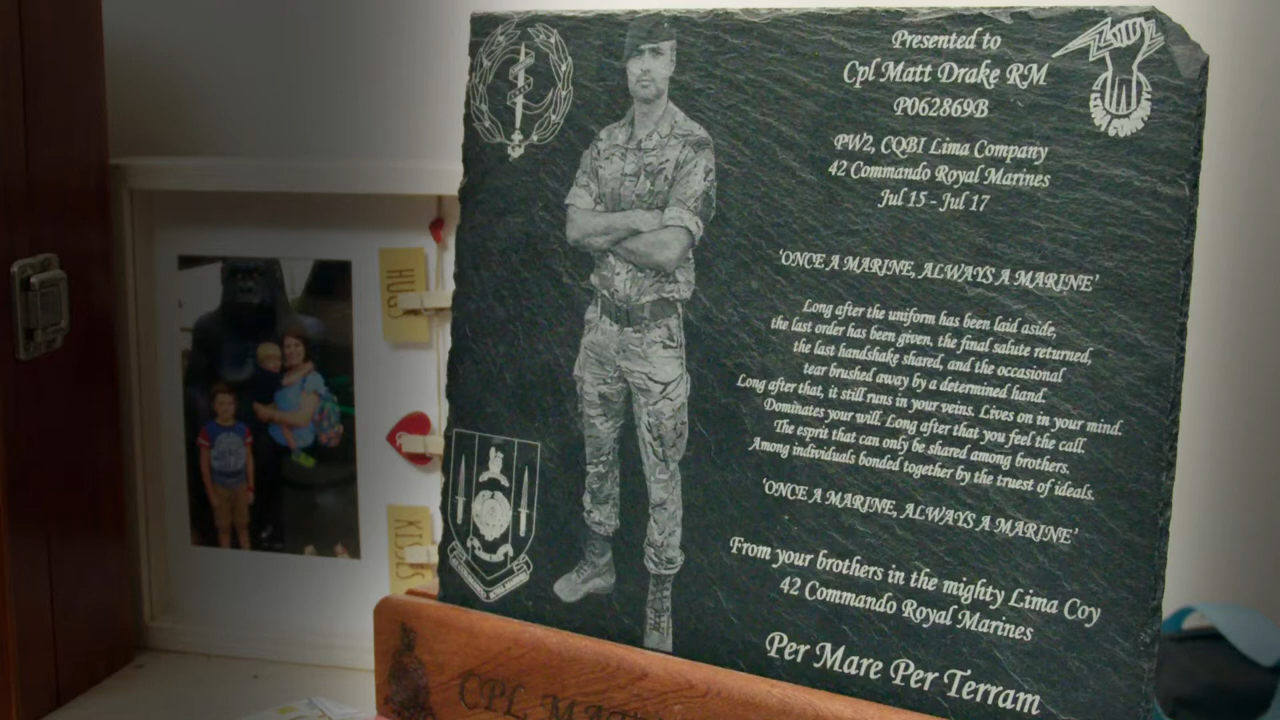 Presented to
Cpl Matt Drake RM
P062869B
PW2, CQBI Lima Company
42 Commando Royal Marines
Jul 15 - Jul 17
'ONCE A MARINE, ALWAYS A MARINE'
Long after the uniform has been laid aside,
the last order has been given, the final salute returned,
the last handshake shared, and the occasional
tear brushed away by a determined hand.
Long after that, it still runs in your veins. Lives on in your mind.
Dominates your will. Long after that you feel the call.
The esprit that can only be shared among brothers.
Among individuals bonded together by the truest of ideals.
'ONCE A MARINE, ALWAYS A MARINE'
From your brothers in the mighty Lima Coy
42 Commando Royal Marines
Per Mare Per Terram
LIMA COMPANY
HUGS
KISSES
CPL MATT